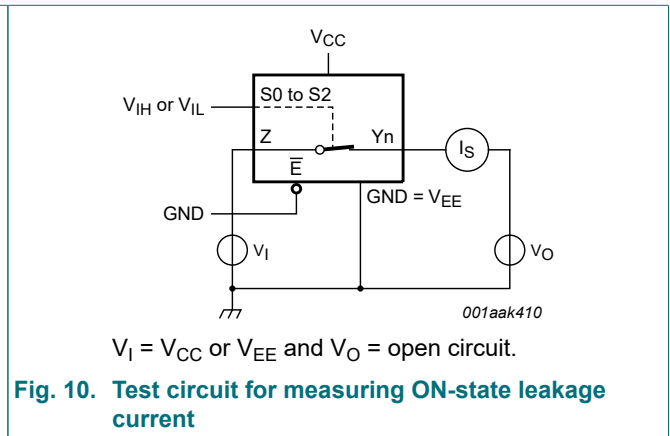 VCC
VIH or VIL
S0 to S2
Z
Yn
IS
E
GND
GND = VEE
VI
VO
001aak410
VI = VCC or VEE and VO = open circuit.
Fig. 10. Test circuit for measuring ON-state leakage
current